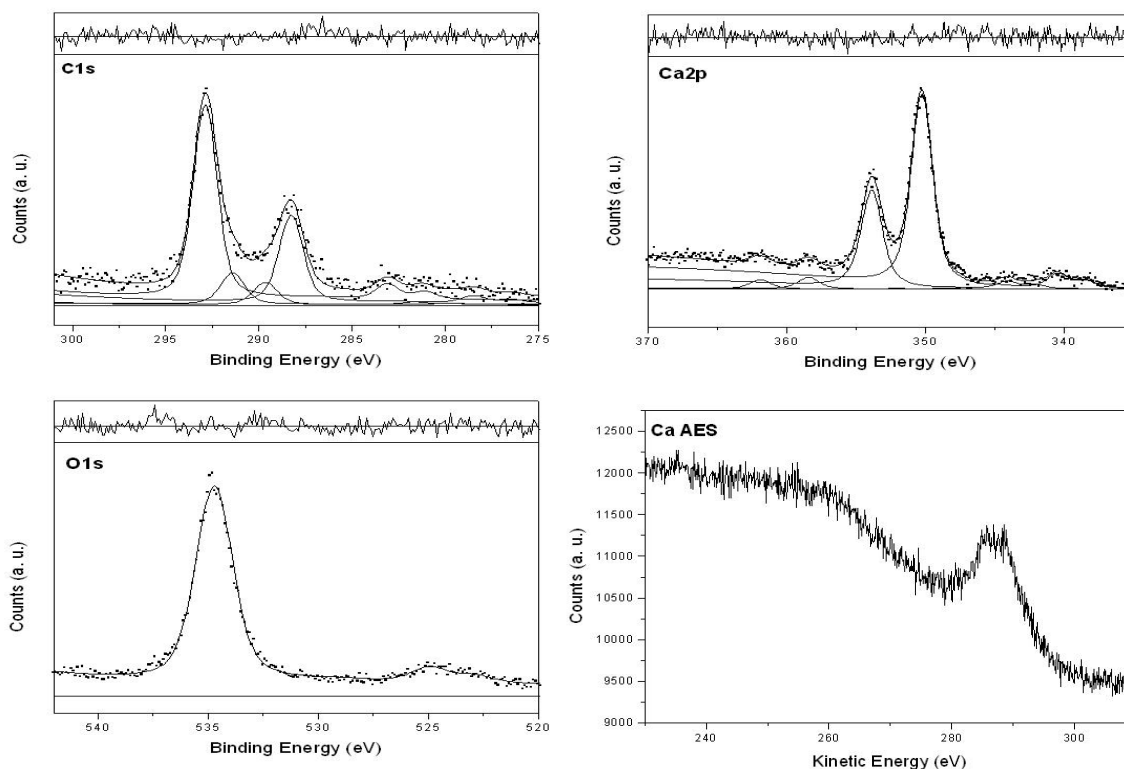 C1s
Counts (a. u.)
300 295 290 285 280 275
Binding Energy (eV)
Ca2p
Counts (a. u.)
370 360 350 340
Binding Energy (eV)
O1s
Counts (a. u.)
540 535 530 525 520
Binding Energy (eV)
Ca AES
Counts (a. u.)
12500
12000
11500
11000
10500
10000
9500
9000
240 260 280 300
Kinetic Energy (eV)